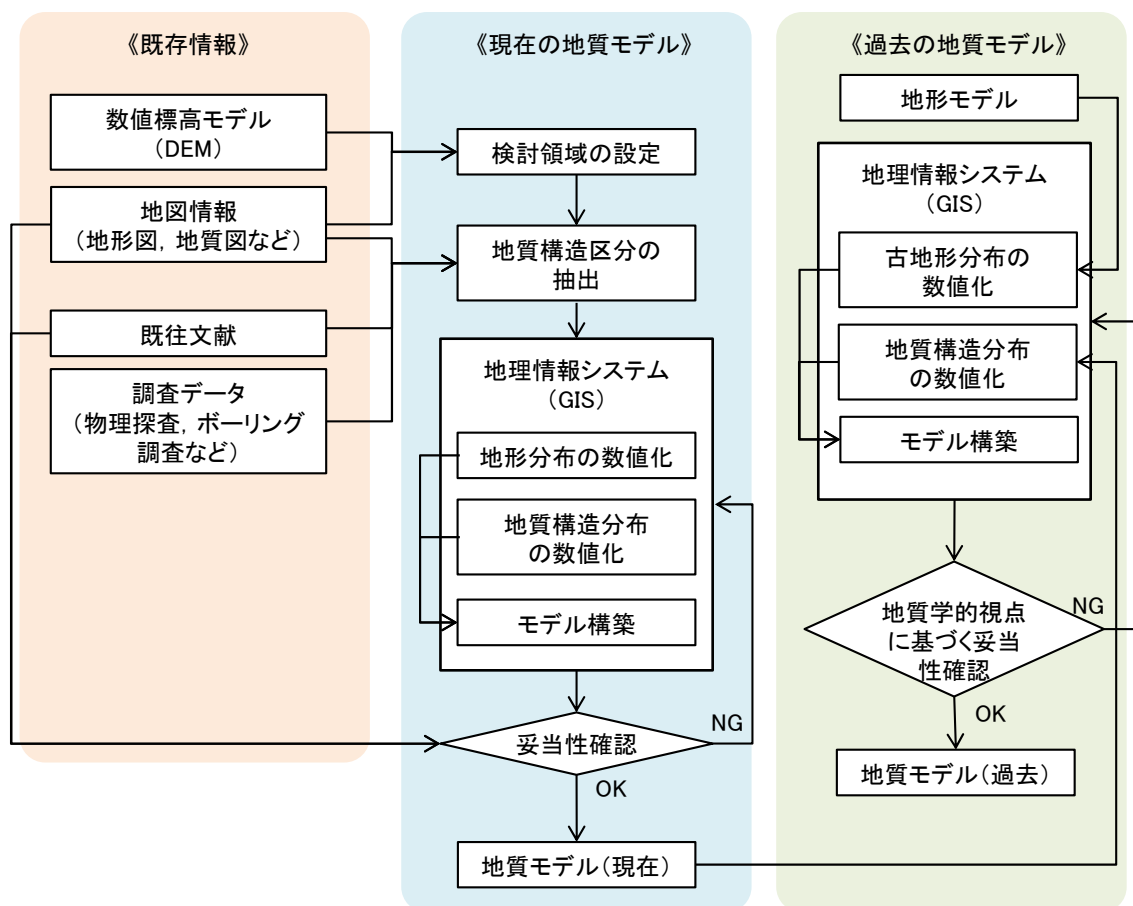 《既存情報》
数値標高モデル
（DEM）
地図情報
（地形図，地質図など）
既往文献
調査データ
（物理探査，ボーリング
調査など）
《現在の地質モデル》
検討領域の設定
地質構造区分の
抽出
地理情報システム
（GIS）
地形分布の数値化
地質構造分布
の数値化
モデル構築
妥当性確認
NG
OK
地質モデル（現在）
《過去の地質モデル》
地形モデル
地理情報システム
（GIS）
古地形分布の
数値化
地質構造分布
の数値化
モデル構築
地質学的視点
に基づく妥当
性確認
NG
OK
地質モデル（過去）